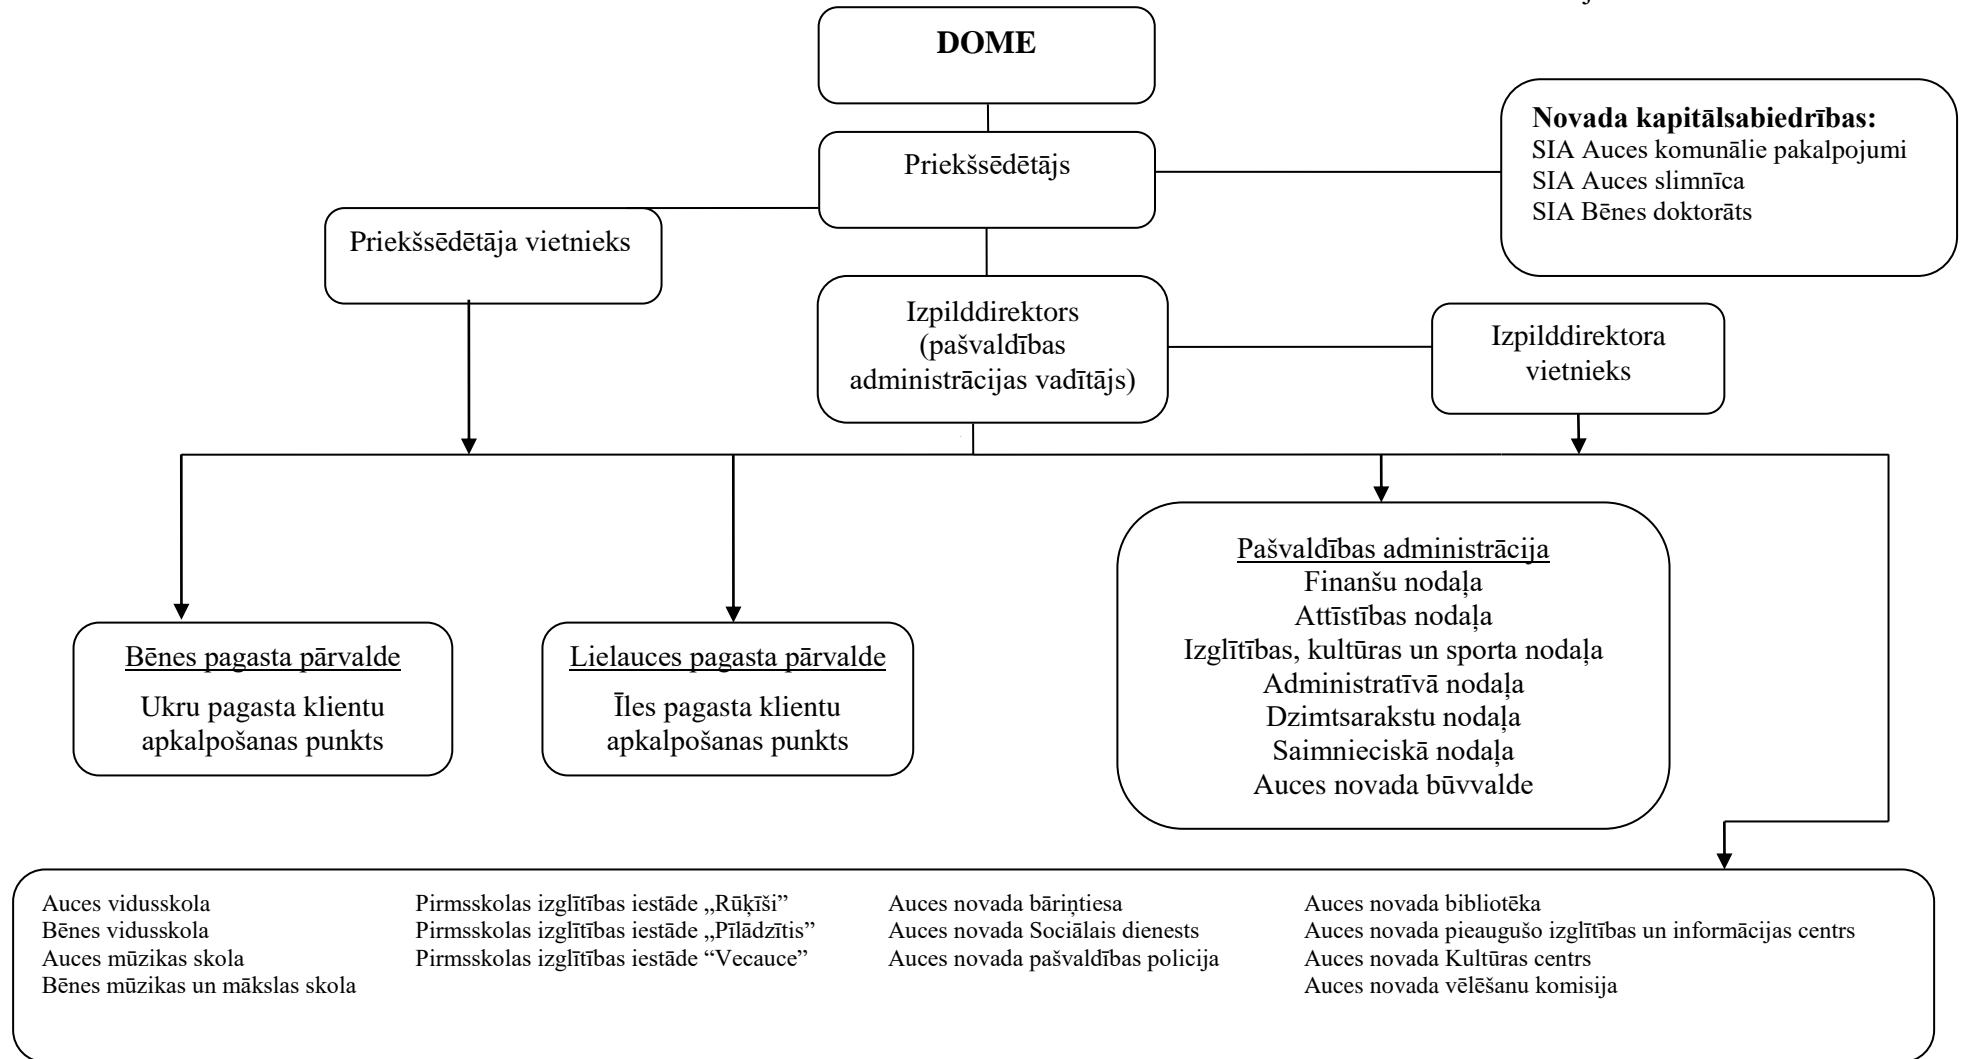 DOME
Novada kapitālsabiedrības:
SIA Auces komunālie pakalpojumi
SIA Auces slimnīca
SIA Bēnes doktorāts
Priekšsēdētājs
Priekšsēdētāja vietnieks
Izpilddirektors
(pašvaldības
administrācijas vadītājs)
Izpilddirektora
vietnieks
Bēnes pagasta pārvalde
Ukru pagasta klientu
apkalpošanas punkts
Lielauces pagasta pārvalde
Īles pagasta klientu
apkalpošanas punkts
Pašvaldības administrācija
Finanšu nodaļa
Attīstības nodaļa
Izglītības, kultūras un sporta nodaļa
Administratīvā nodaļa
Dzimtsarakstu nodaļa
Saimnieciskā nodaļa
Auces novada būvvalde
Auces vidusskola
Bēnes vidusskola
Auces mūzikas skola
Bēnes mūzikas un mākslas skola
Pirmsskolas izglītības iestāde „Rūķīši”
Pirmsskolas izglītības iestāde „Pīlādzītis”
Pirmsskolas izglītības iestāde “Vecauce”
Auces novada bāriņtiesa
Auces novada Sociālais dienests
Auces novada pašvaldības policija
Auces novada bibliotēka
Auces novada pieaugušo izglītības un informācijas centrs
Auces novada Kultūras centrs
Auces novada vēlēšanu komisija